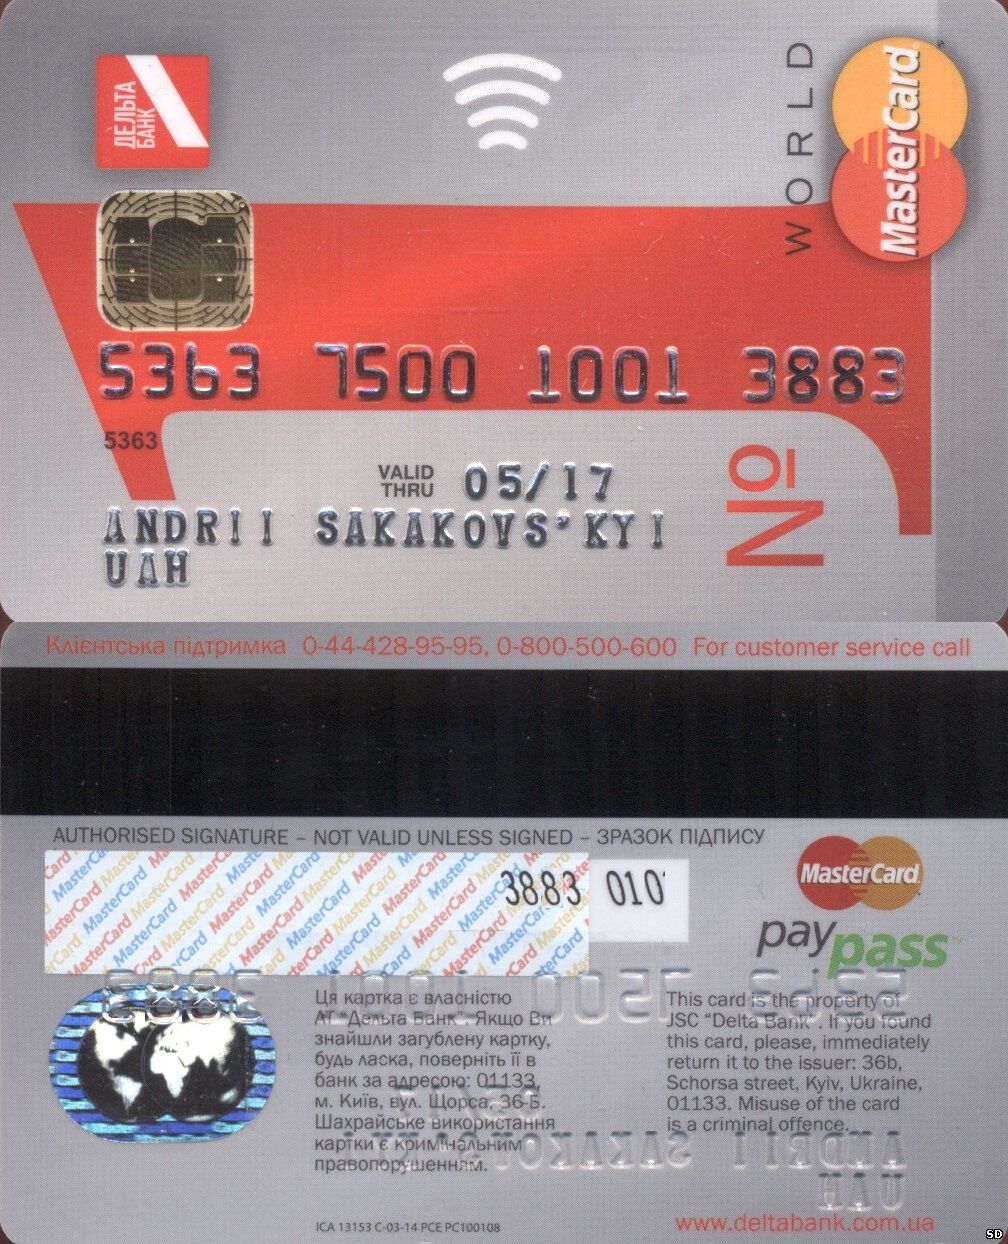 ДЕЛЬТА
БАНК
WORLD
MasterCard
5363 7500 1001 3883
5363
VALID
THRU 05/17
ANDRII SAKAKOVS'KYI
UAH
№
Клієнтська підтримка 0-44-428-95-95, 0-800-500-600 For customer service call
AUTHORISED SIGNATURE – NOT VALID UNLESS SIGNED – ЗРАЗОК ПІДПИСУ
3883 010
MasterCard
paypass™
Ця картка є власністю
АТ "Дельта Банк". Якщо Ви
знайшли загублену картку,
будь ласка, поверніть її в
банк за адресою: 01133,
м. Київ, вул. Щорса, 36-Б.
Шахрайське використання
картки є кримінальним
правопорушенням.
This card is the property of
JSC "Delta Bank". If you found
this card, please, immediately
return it to the issuer: 36b,
Schorsa street, Kyiv, Ukraine,
01133. Misuse of the card
is a criminal offence.
ICA 13153 C-03-14 PCE PC100108
www.deltabank.com.ua
SD